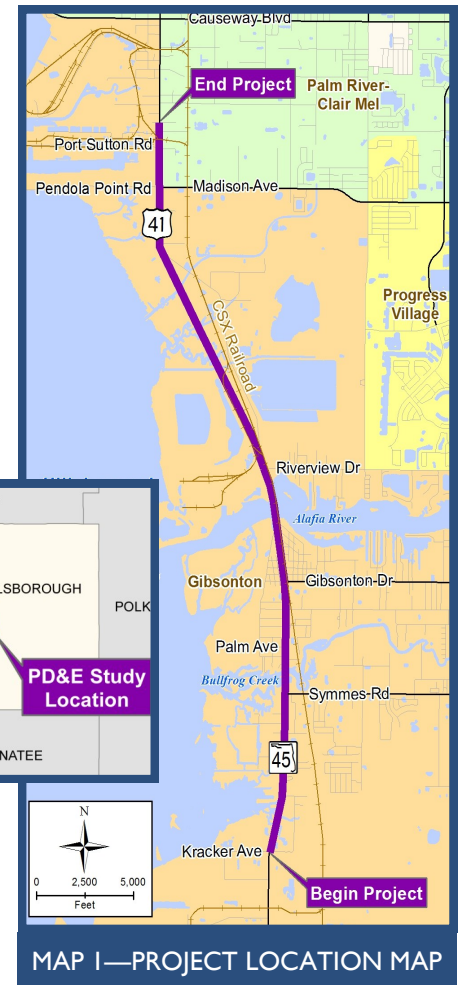 Causeway Blvd
End Project
Palm River-
Clair Mel
Port Sutton Rd
Pendola Point Rd
Madison Ave
41
Progress
Village
CSX Railroad
Riverview Dr
Alafia River
Gibsonton
Gibsonton Dr
Palm Ave
Bullfrog Creek
Symmes Rd
45
Kracker Ave
Begin Project
LSBOROUGH
POLK
PD&E Study
Location
NATEE
N
0 2,500 5,000
Feet
MAP 1—PROJECT LOCATION MAP